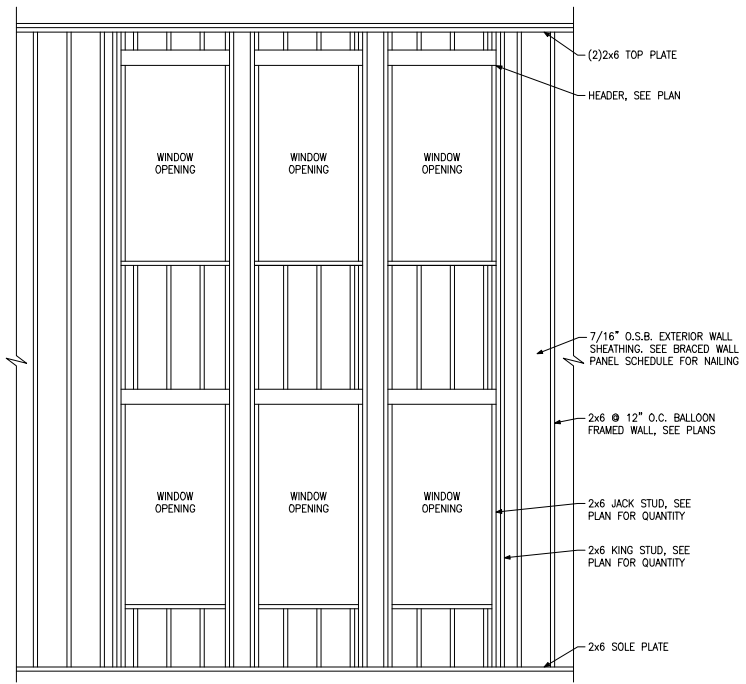 (2)2x6 TOP PLATE
HEADER, SEE PLAN
WINDOW
OPENING
WINDOW
OPENING
WINDOW
OPENING
7/16" O.S.B. EXTERIOR WALL
SHEATHING. SEE BRACED WALL
PANEL SCHEDULE FOR NAILING
2x6 @ 12" O.C. BALLOON
FRAMED WALL, SEE PLANS
WINDOW
OPENING
WINDOW
OPENING
WINDOW
OPENING
2x6 JACK STUD, SEE
PLAN FOR QUANTITY
2x6 KING STUD, SEE
PLAN FOR QUANTITY
2x6 SOLE PLATE